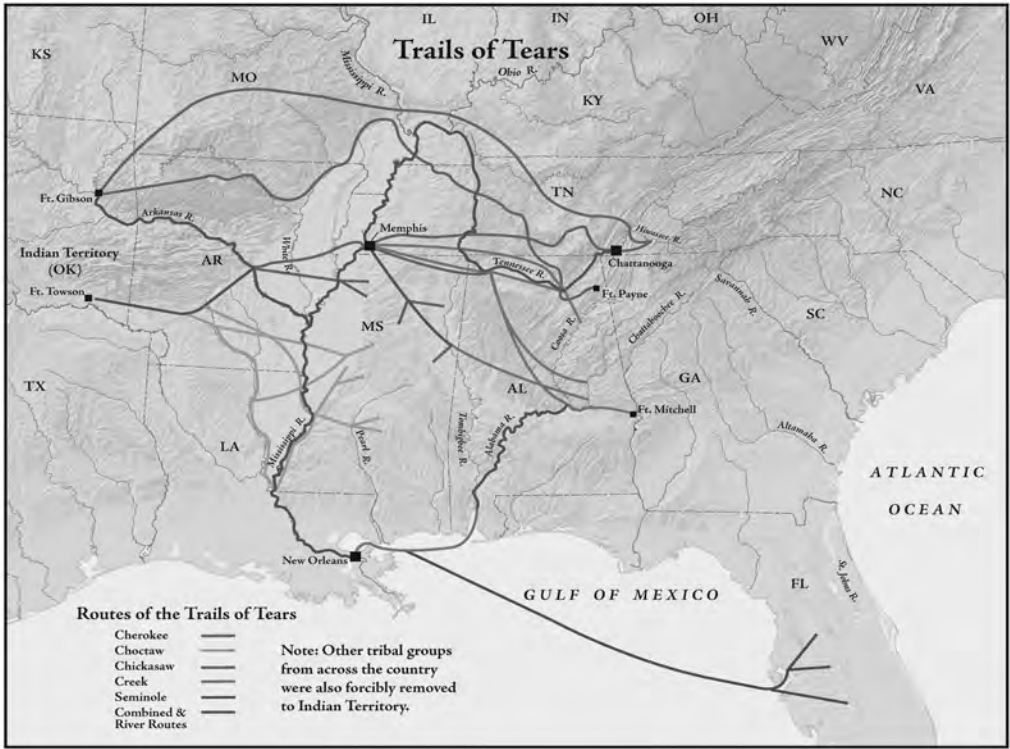 Trails of Tears
KS
IL
IN
OH
WV
MO
Mississippi R.
Ohio R.
KY
VA
Ft. Gibson
Arkansas R.
TN
NC
Hiwassee R.
Memphis
White R.
Indian Territory
(OK)
AR
Chattanooga
Tennessee R.
Ft. Towson
Ft. Payne
Coosa R.
Chattahoochee R.
Savannah R.
SC
MS
TX
AL
GA
Ft. Mitchell
LA
Mississippi R.
Pearl R.
Tombigbee R.
Alabama R.
Altamaha R.
ATLANTIC
OCEAN
New Orleans
GULF OF MEXICO
FL
St. Johns R.
Routes of the Trails of Tears
Cherokee
Choctaw
Chickasaw
Creek
Seminole
Combined &
River Routes
Note: Other tribal groups
from across the country
were also forcibly removed
to Indian Territory.